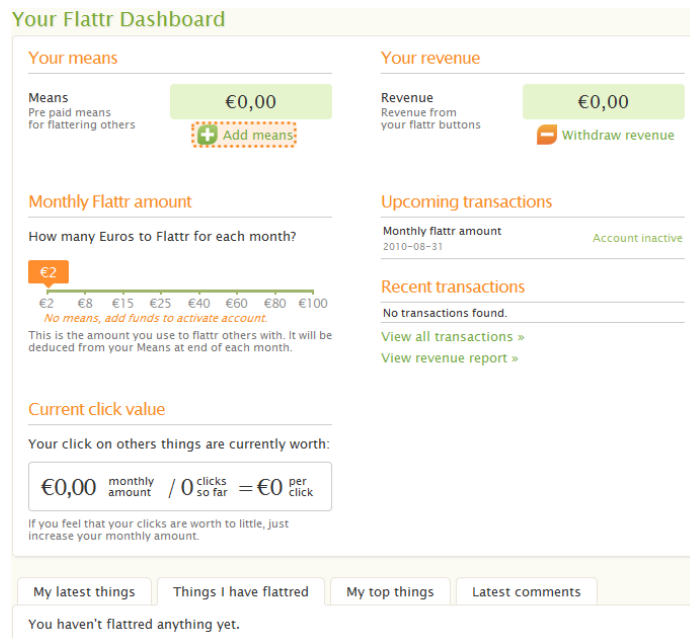 Your Flattr Dashboard
Your means
Means
Pre paid means
for flattering others
€0,00
Add means
Your revenue
Revenue
Revenue from
your flattr buttons
€0,00
Withdraw revenue
Monthly Flattr amount
How many Euros to Flattr for each month?
€2
€2 €8 €15 €25 €40 €60 €80 €100
No means, add funds to activate account.
This is the amount you use to flattr others with. It will be
deducted from your Means at end of each month.
Upcoming transactions
Monthly flattr amount
2010-08-31
Account inactive
Recent transactions
No transactions found.
View all transactions »
View revenue report »
Current click value
Your click on others things are currently worth:
€0,00 monthly amount / 0 clicks so far = €0 per click
If you feel that your clicks are worth to little, just
increase your monthly amount.
My latest things
Things I have flattred
My top things
Latest comments
You haven't flattred anything yet.